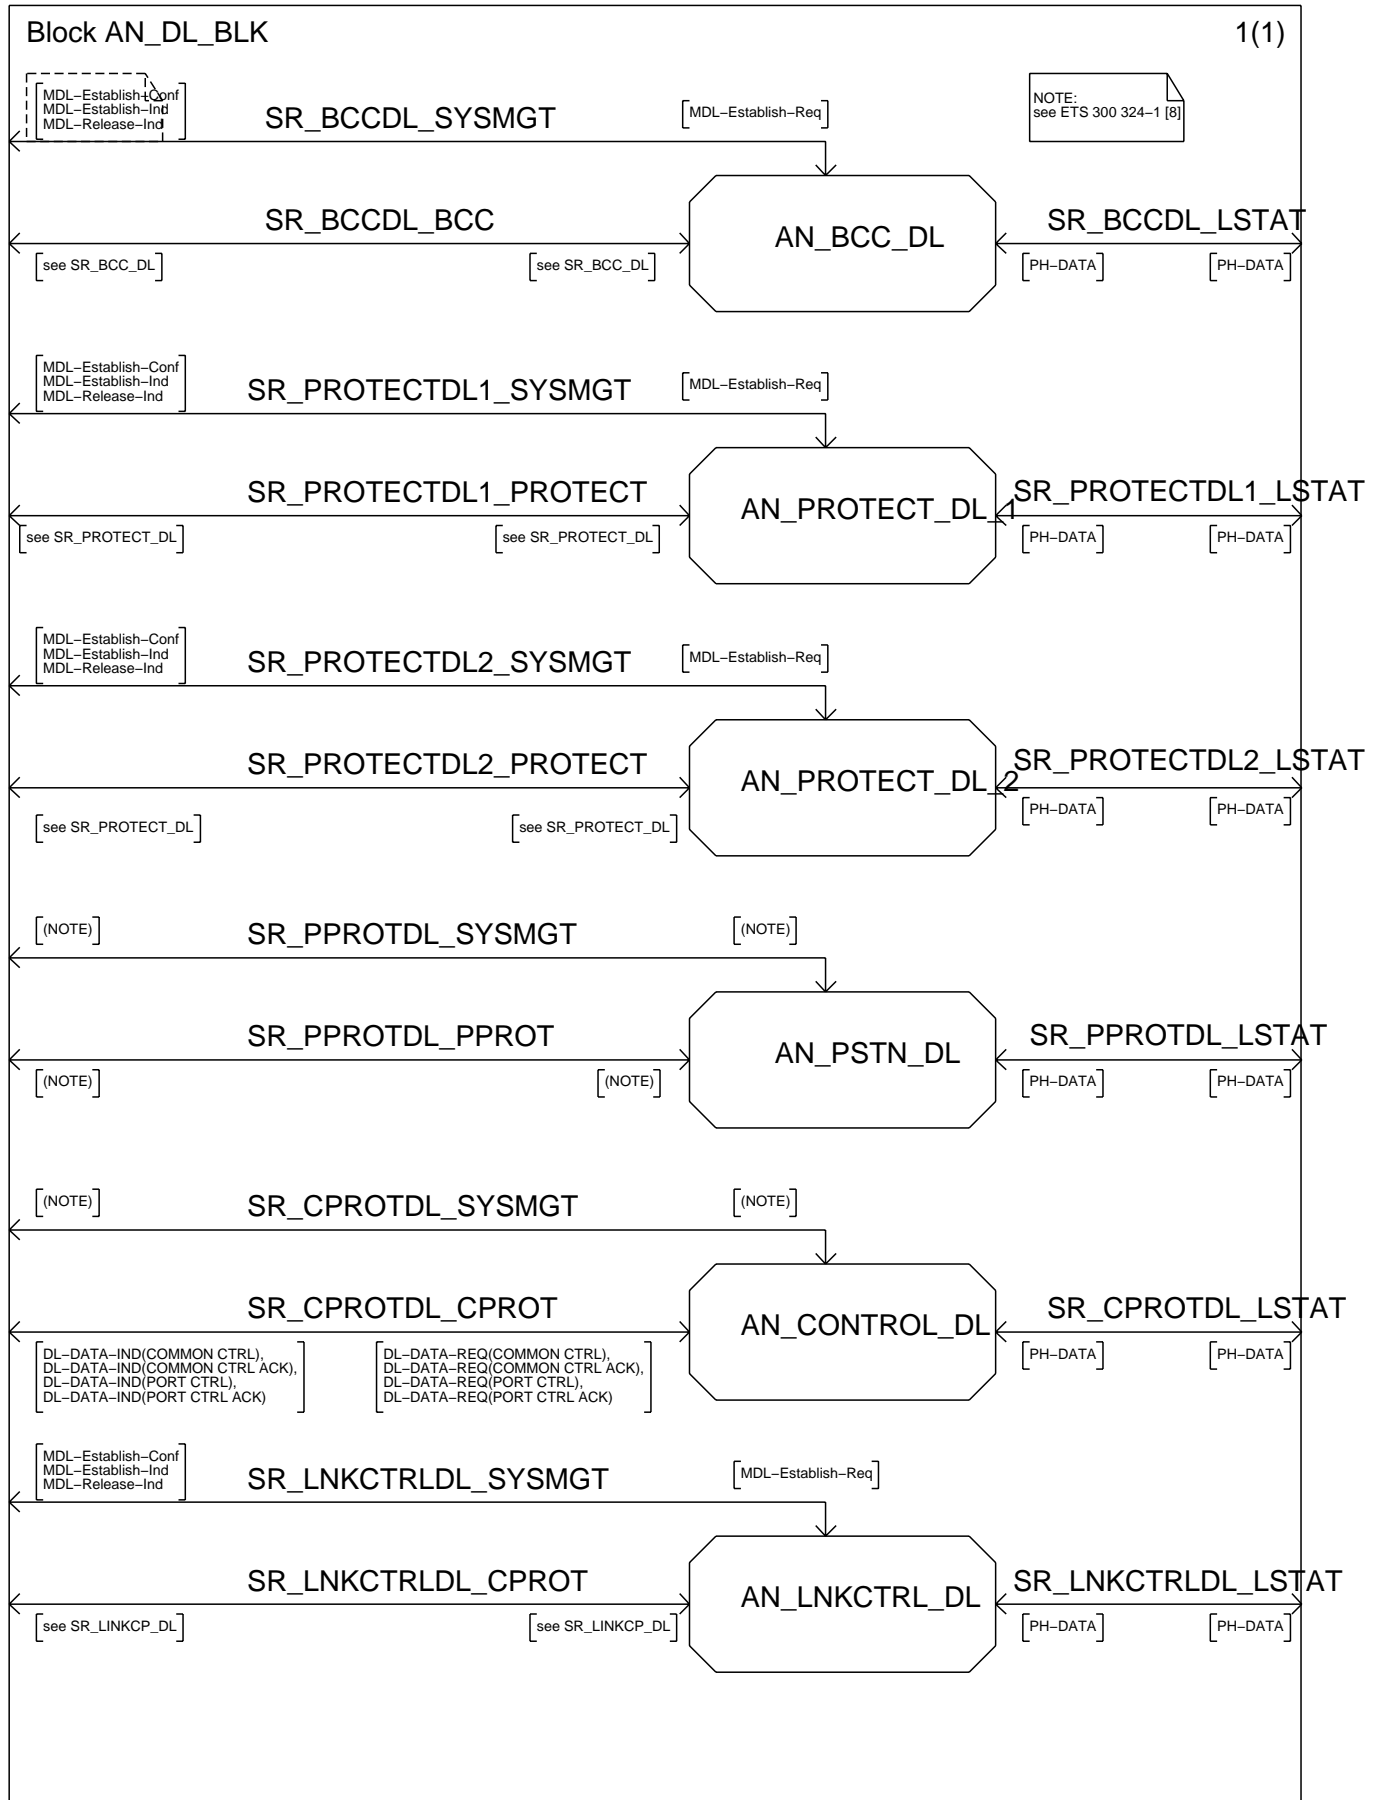 Block AN_DL_BLK
1(1)
MDL−Establish−Conf
MDL−Establish−Ind
MDL−Release−Ind
SR_BCCDL_SYSMGT
MDL−Establish−Req
NOTE:
see ETS 300 324−1 [8]
SR_BCCDL_BCC
AN_BCC_DL
SR_BCCDL_LSTAT
see SR_BCC_DL
see SR_BCC_DL
PH−DATA
PH−DATA
MDL−Establish−Conf
MDL−Establish−Ind
MDL−Release−Ind
SR_PROTECTDL1_SYSMGT
MDL−Establish−Req
SR_PROTECTDL1_PROTECT
AN_PROTECT_DL_1
SR_PROTECTDL1_LSTAT
see SR_PROTECT_DL
see SR_PROTECT_DL
PH−DATA
PH−DATA
MDL−Establish−Conf
MDL−Establish−Ind
MDL−Release−Ind
SR_PROTECTDL2_SYSMGT
MDL−Establish−Req
SR_PROTECTDL2_PROTECT
AN_PROTECT_DL_2
SR_PROTECTDL2_LSTAT
see SR_PROTECT_DL
see SR_PROTECT_DL
PH−DATA
PH−DATA
(NOTE)
SR_PPROTDL_SYSMGT
(NOTE)
SR_PPROTDL_PPROT
AN_PSTN_DL
SR_PPROTDL_LSTAT
(NOTE)
(NOTE)
PH−DATA
PH−DATA
(NOTE)
SR_CPROTDL_SYSMGT
(NOTE)
SR_CPROTDL_CPROT
AN_CONTROL_DL
SR_CPROTDL_LSTAT
DL−DATA−IND(COMMON CTRL),
DL−DATA−IND(COMMON CTRL ACK),
DL−DATA−IND(PORT CTRL),
DL−DATA−IND(PORT CTRL ACK)
DL−DATA−REQ(COMMON CTRL),
DL−DATA−REQ(COMMON CTRL ACK),
DL−DATA−REQ(PORT CTRL),
DL−DATA−REQ(PORT CTRL ACK)
PH−DATA
PH−DATA
MDL−Establish−Conf
MDL−Establish−Ind
MDL−Release−Ind
SR_LNKCTRLDL_SYSMGT
MDL−Establish−Req
SR_LNKCTRLDL_CPROT
AN_LNKCTRL_DL
SR_LNKCTRLDL_LSTAT
see SR_LINKCP_DL
see SR_LINKCP_DL
PH−DATA
PH−DATA